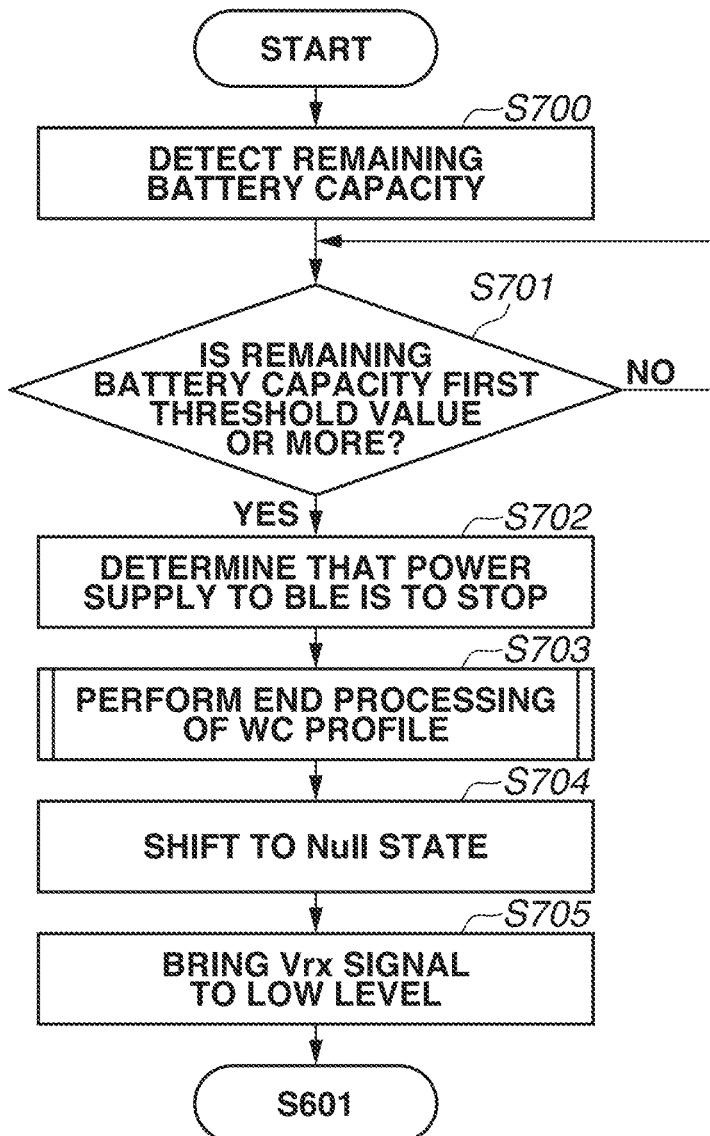 START
S700
DETECT REMAINING
BATTERY CAPACITY
S701
IS REMAINING
BATTERY CAPACITY FIRST
THRESHOLD VALUE
OR MORE?
NO
YES
S702
DETERMINE THAT POWER
SUPPLY TO BLE IS TO STOP
S703
PERFORM END PROCESSING
OF WC PROFILE
S704
SHIFT TO Null STATE
S705
BRING Vrx SIGNAL
TO LOW LEVEL
S601